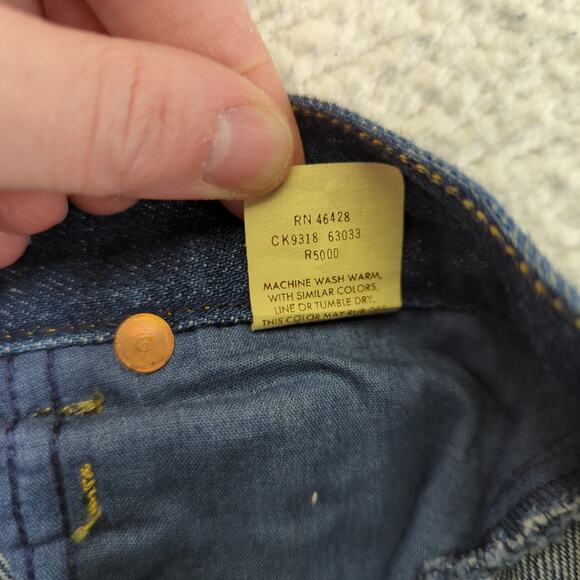 RN 46428
CK9318 63033
R5000
MACHINE WASH WARM,
WITH SIMILAR COLORS,
LINE OR TUMBLE DRY,
THIS COLOR MAY RUB OFF